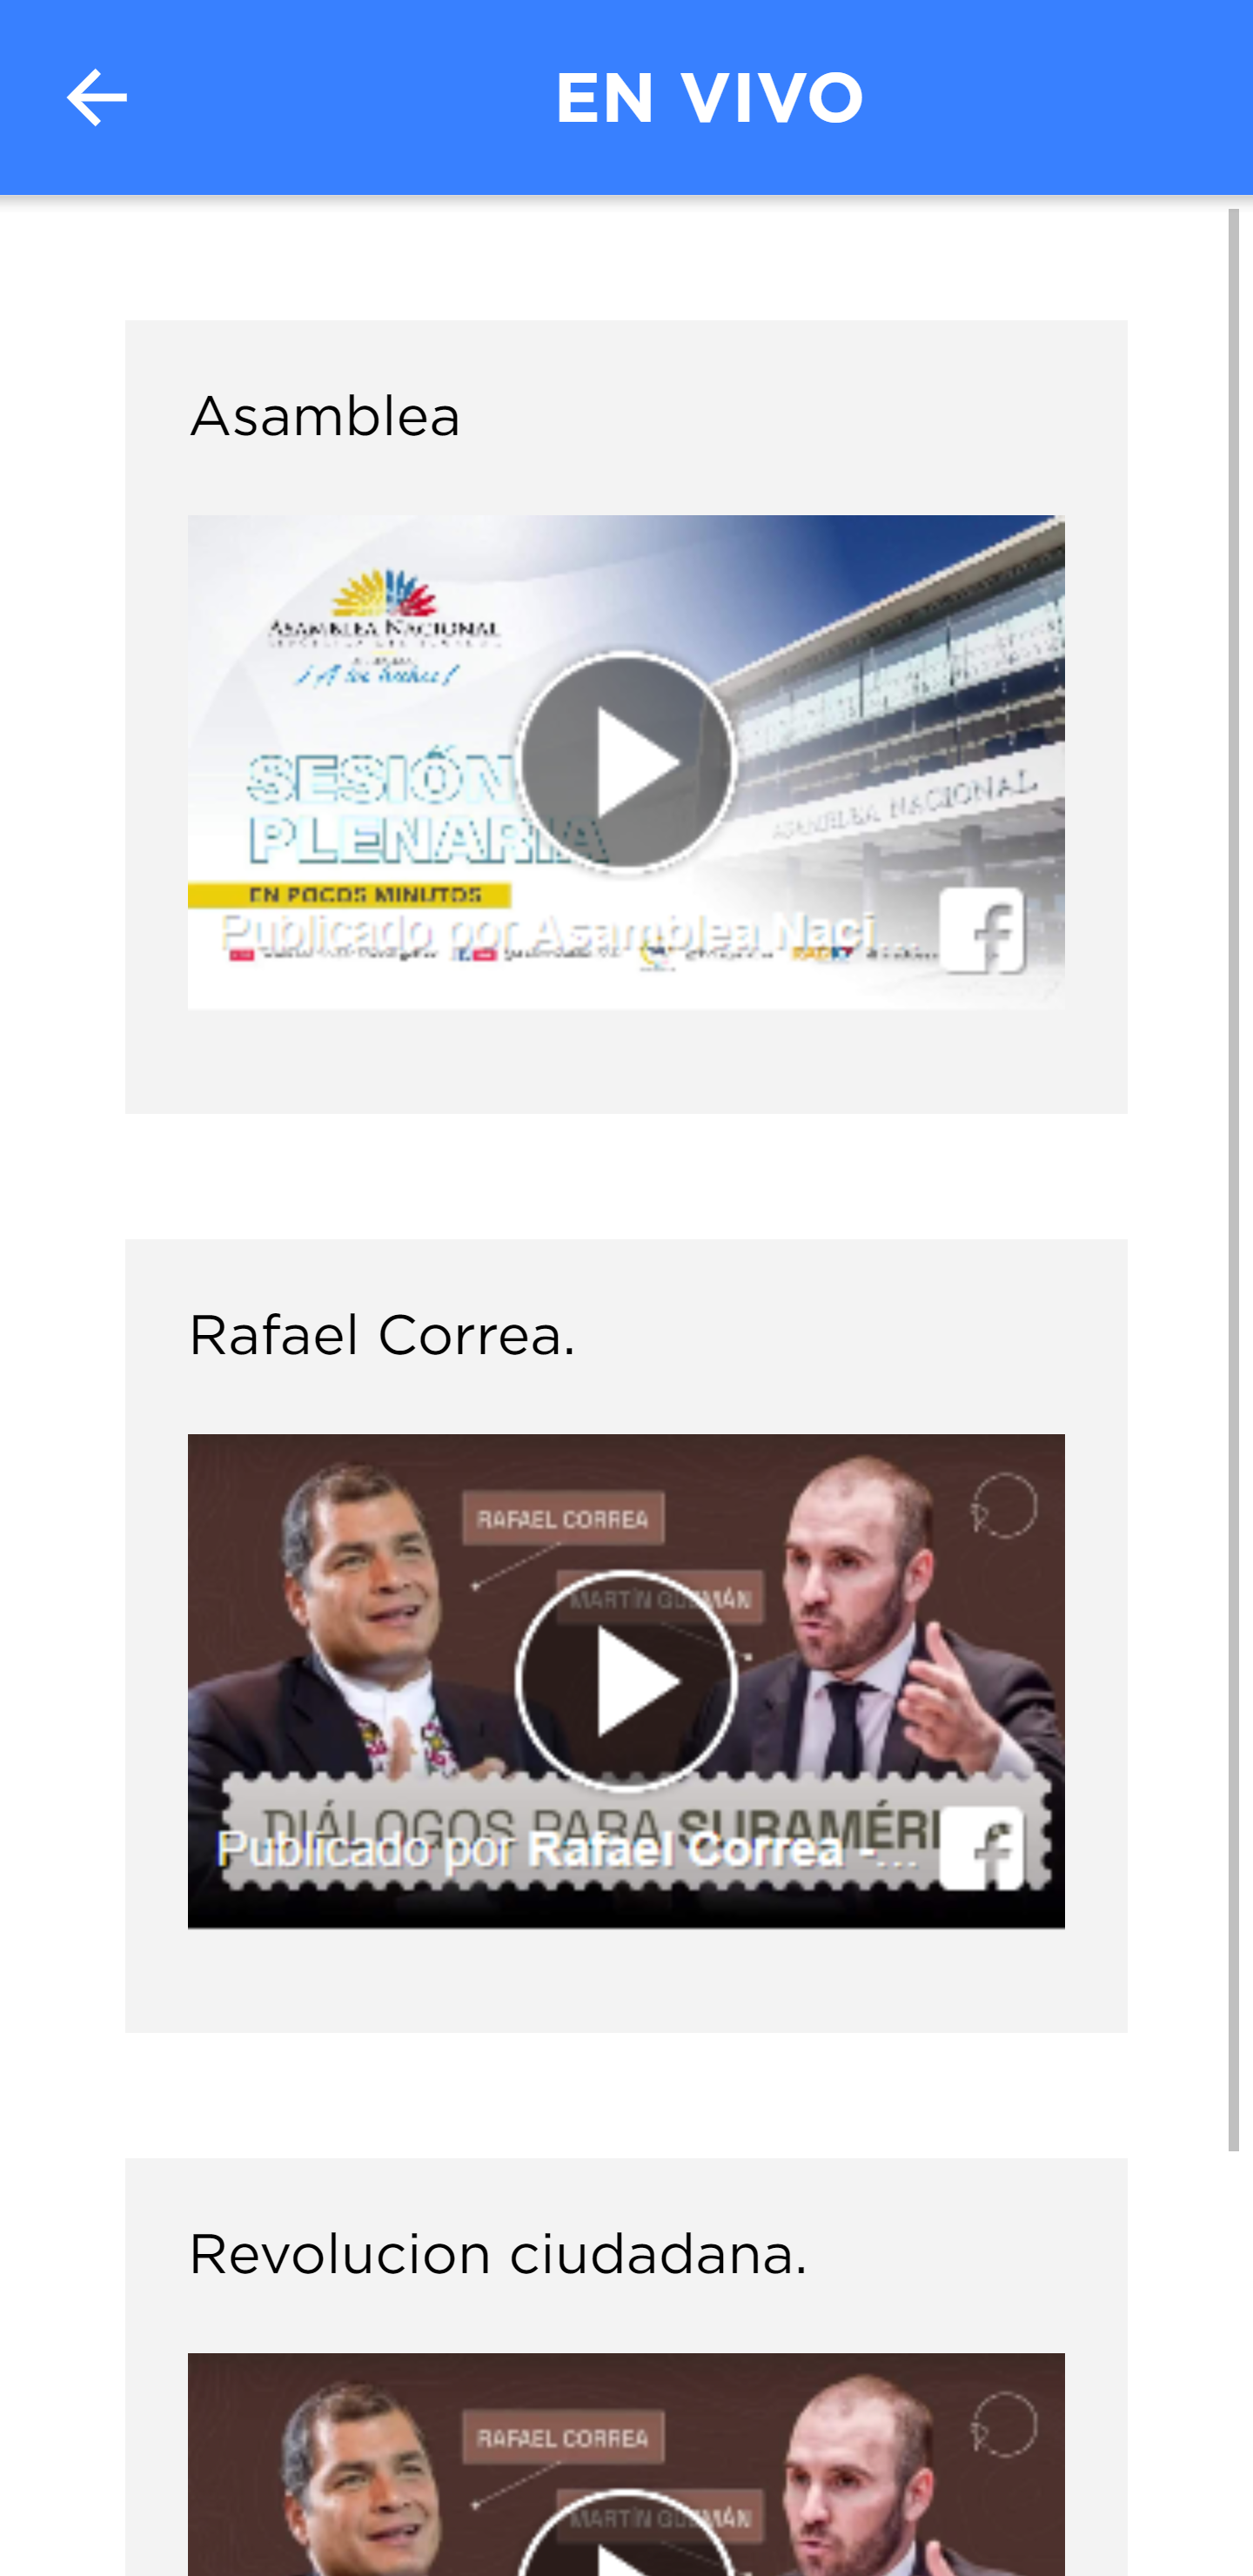 EN VIVO
Asamblea
ASAMBLEA NACIONAL
¡A los hechos!
SESIÓN
PLENARIA
ASAMBLEA NACIONAL
EN POCOS MINUTOS
Publicado por Asamblea Naci...
Rafael Correa.
RAFAEL CORREA
MARTÍN GUZMÁN
DIÁLOGOS PARA SURAMÉRI
Publicado por Rafael Correa -...
Revolucion ciudadana.
RAFAEL CORREA
MARTÍN GUZMÁN